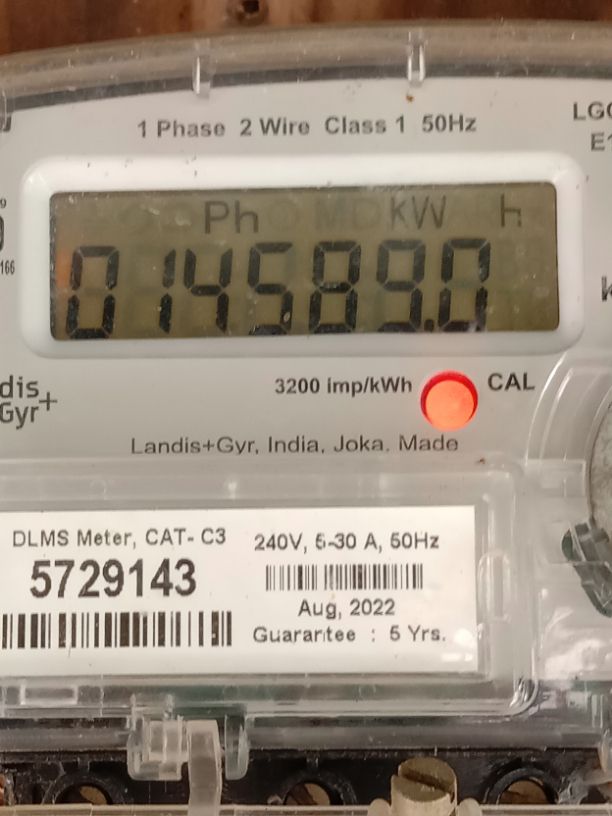 1 Phase 2 Wire Class 1 50Hz
Ph KW h
014589.0
3200 imp/kWh CAL
dis
Gyr+
Landis+Gyr, India, Joka. Made
DLMS Meter, CAT- C3
5729143
240V, 5-30 A, 50Hz
Aug, 2022
Guarantee : 5 Yrs.